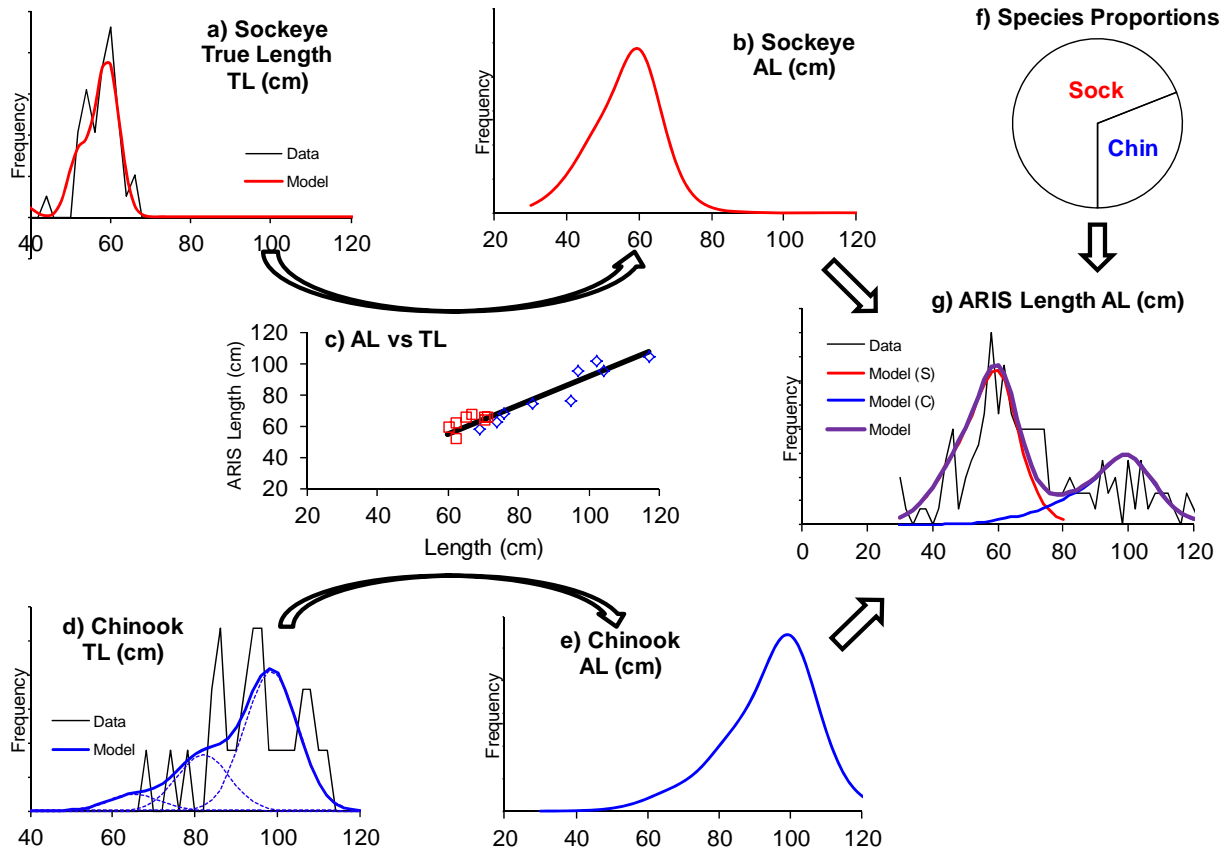 a) Sockeye
True Length
TL (cm)
Frequency
Data
Model
40 60 80 100 120
b) Sockeye
AL (cm)
Frequency
20 40 60 80 100 120
f) Species Proportions
Sock
Chin
c) AL vs TL
ARIS Length (cm)
120
100
80
60
40
20
20 40 60 80 100 120
Length (cm)
g) ARIS Length AL (cm)
Frequency
Data
Model (S)
Model (C)
Model
0 20 40 60 80 100 120
d) Chinook
TL (cm)
Frequency
Data
Model
40 60 80 100 120
e) Chinook
AL (cm)
Frequency
20 40 60 80 100 120